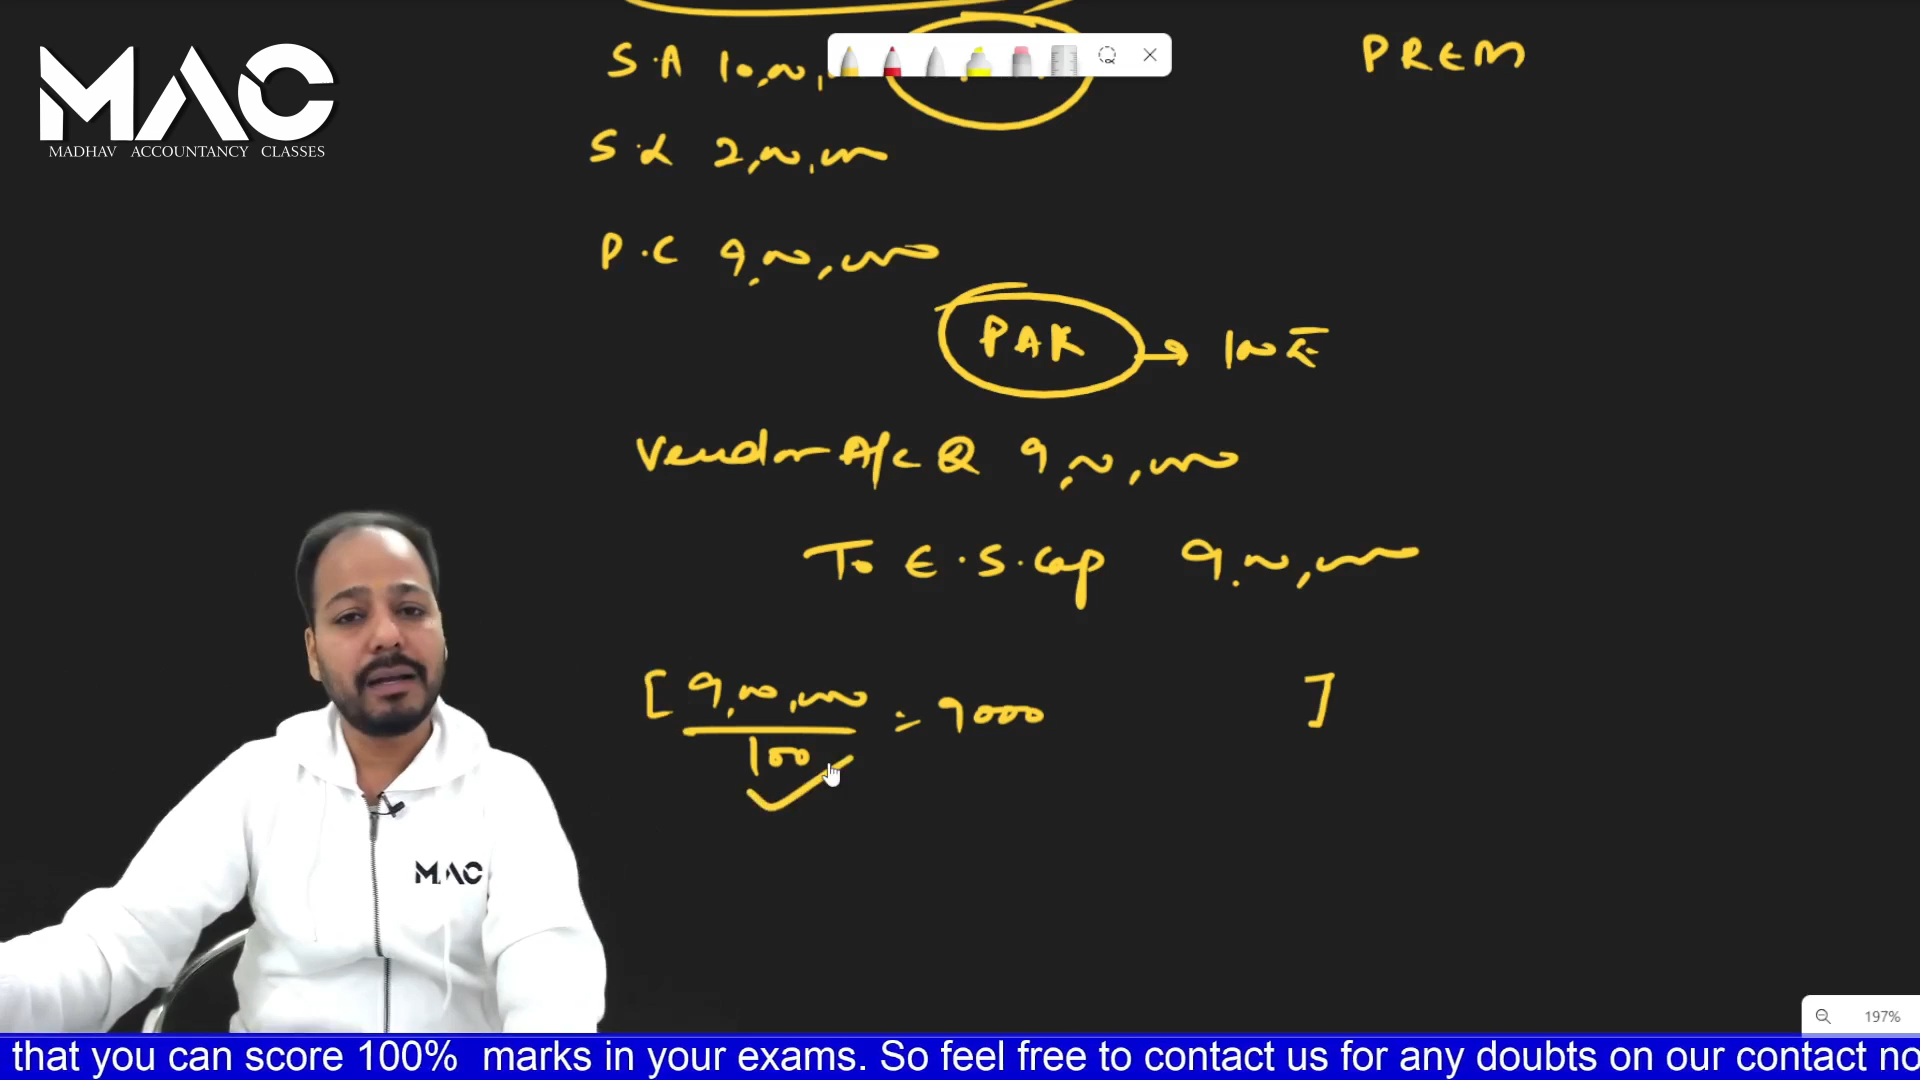 MAC
MADHAV ACCOUNTANCY CLASSES
S.A 10,00,
PREM
S.L 2,00,000
P.C 9,00,000
PAR → 100 E
Vendor A/c Dr 9,00,000
To E.S.Cap 9,00,000
[ 9,00,000 / 100 = 9000 ]
MAC
197%
that you can score 100% marks in your exams. So feel free to contact us for any doubts on our contact no